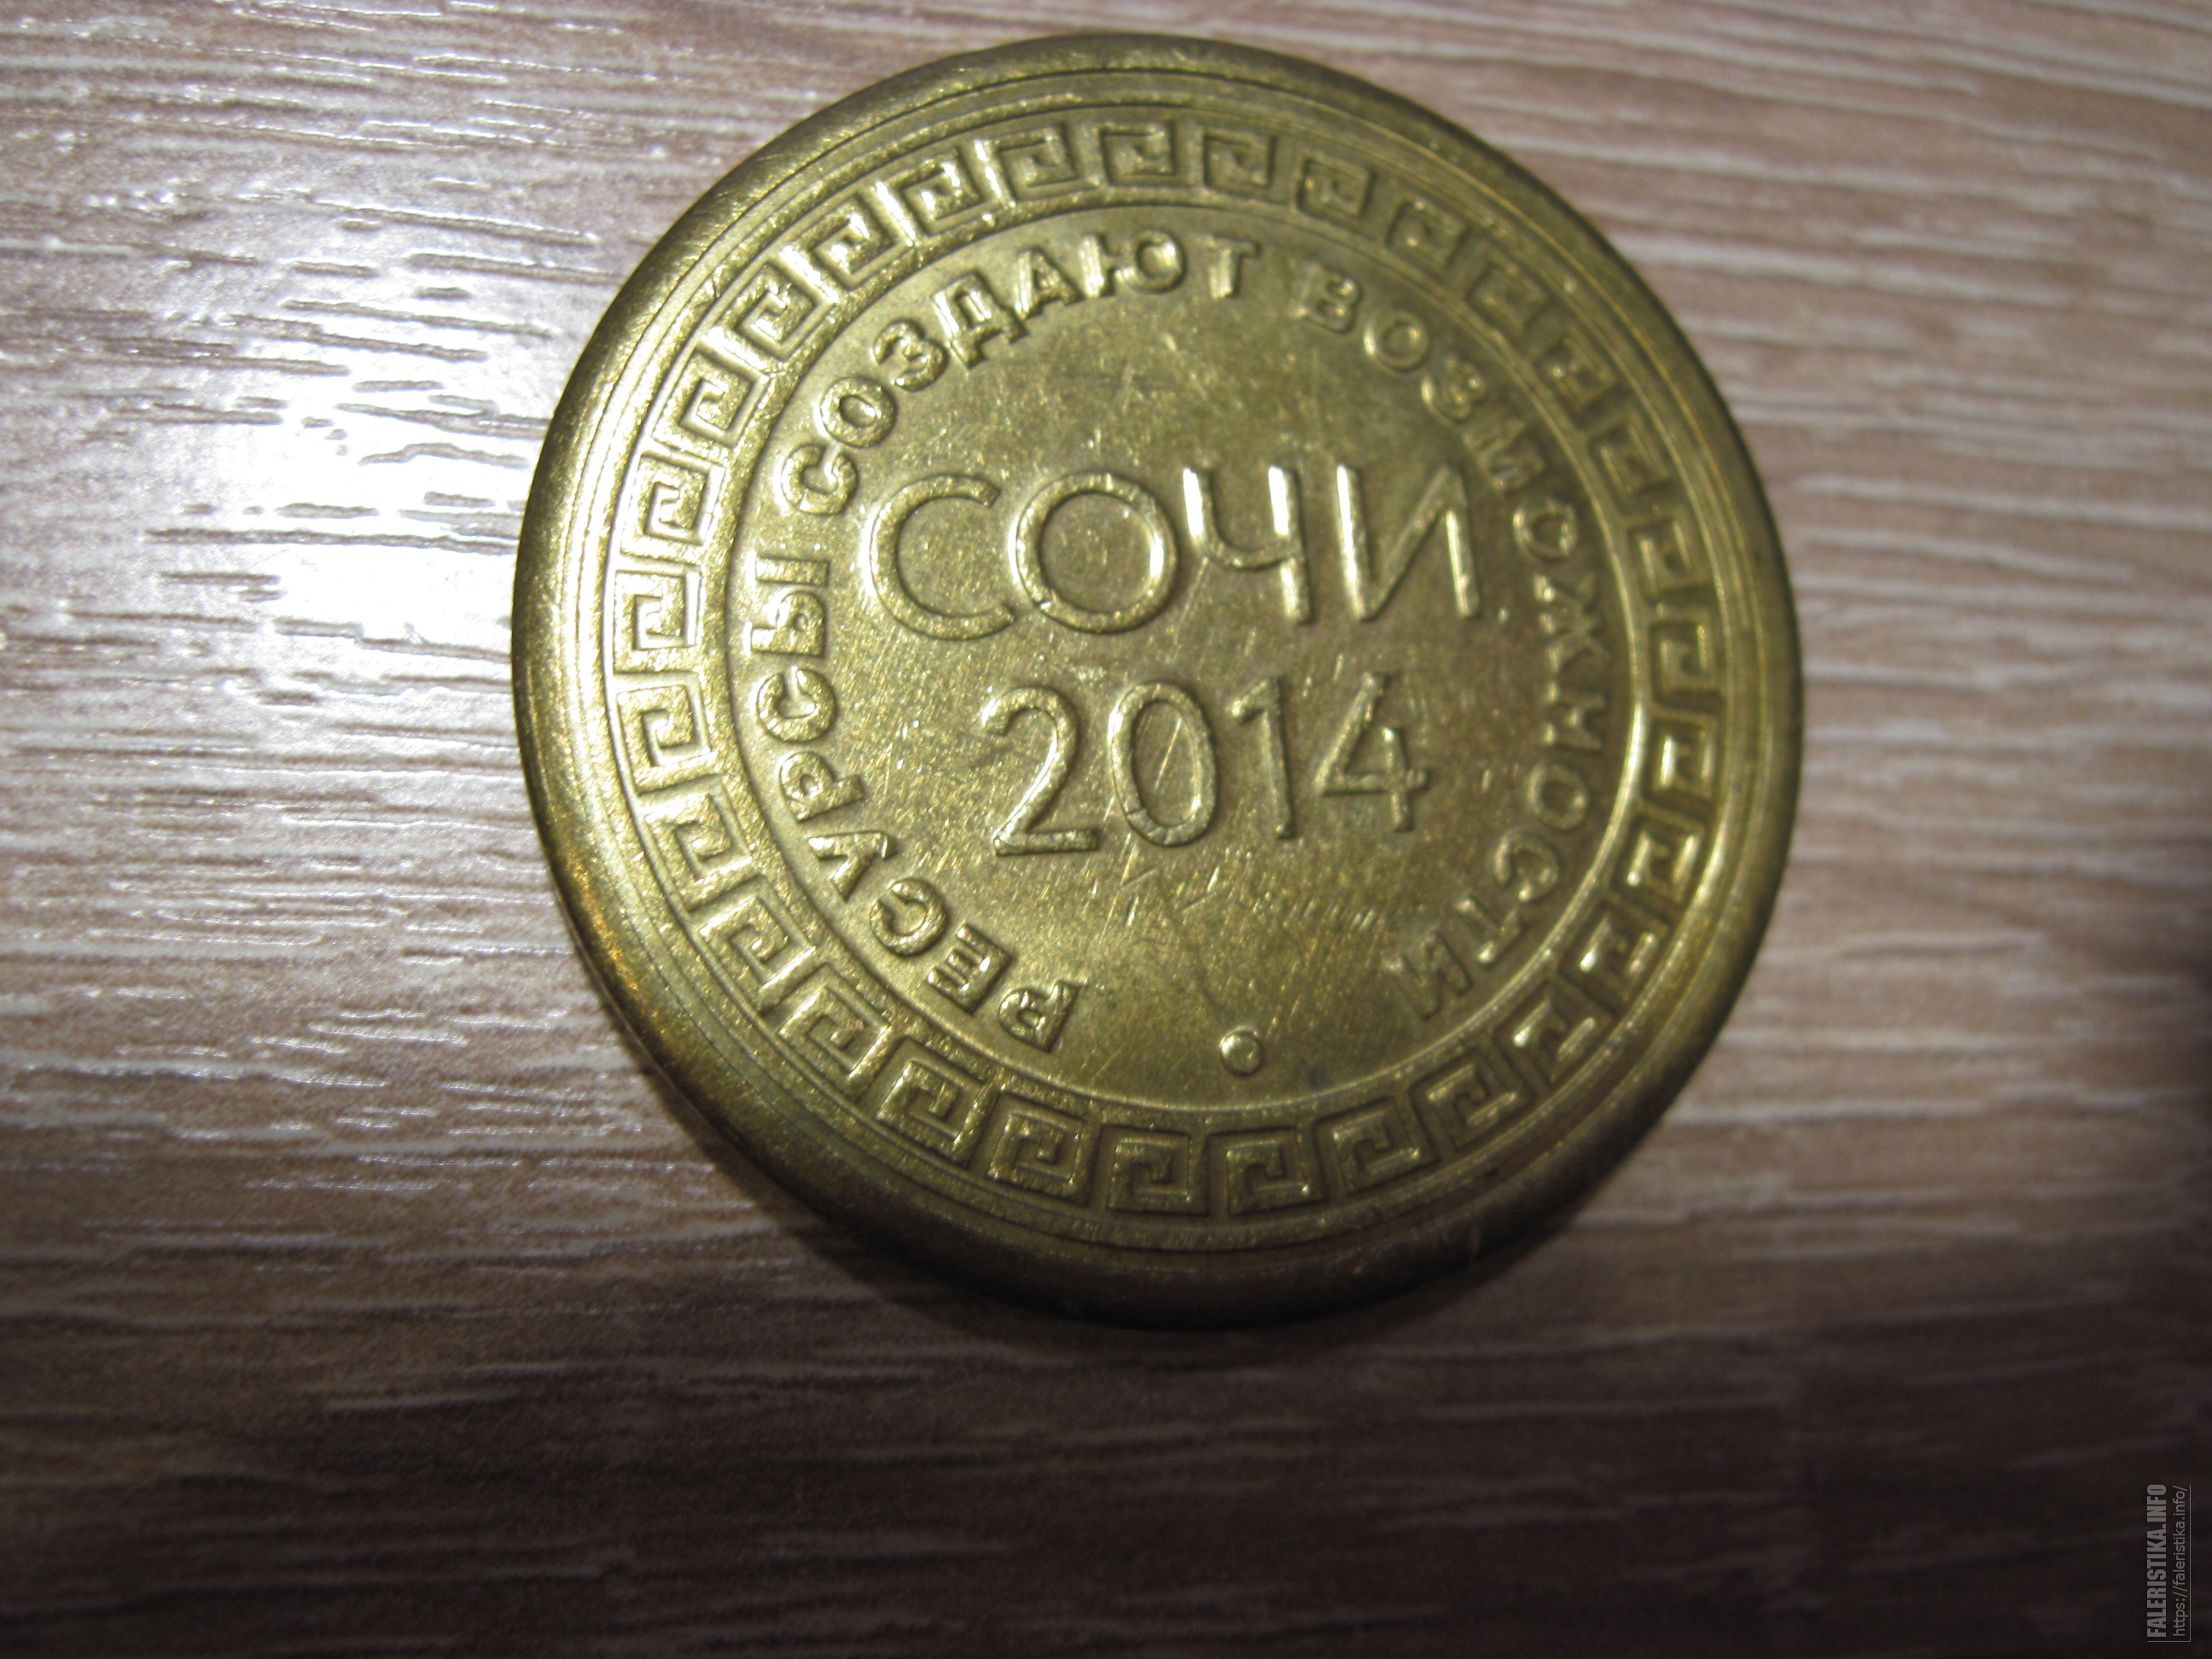 РЕСУРСЫ СОЗДАЮТ ВОЗМОЖНОСТИ
СОЧИ
2014
FALERISTIKA.INFO
https://faleristika.info/